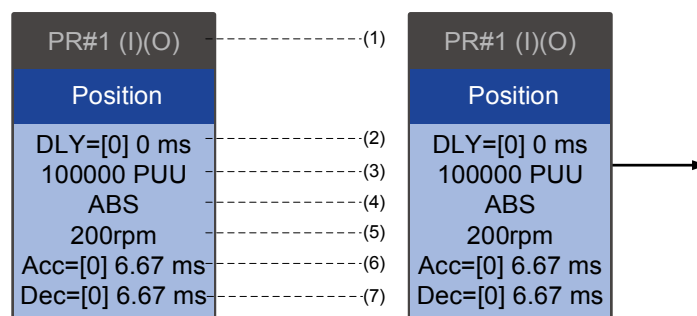 PR#1 (I)(O)
Position
DLY=[0] 0 ms
100000 PUU
ABS
200rpm
Acc=[0] 6.67 ms
Dec=[0] 6.67 ms
(1)
(2)
(3)
(4)
(5)
(6)
(7)
PR#1 (I)(O)
Position
DLY=[0] 0 ms
100000 PUU
ABS
200rpm
Acc=[0] 6.67 ms
Dec=[0] 6.67 ms